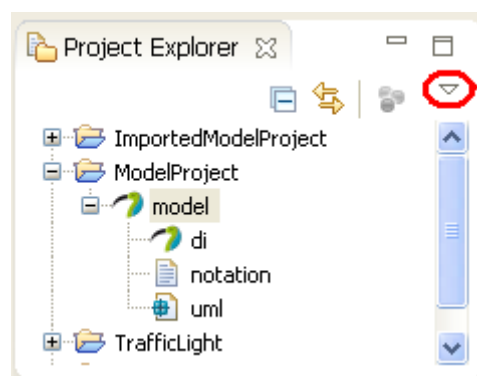 Project Explorer
ImportedModelProject
ModelProject
model
di
notation
uml
TrafficLight